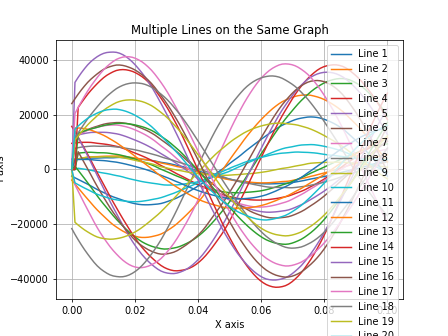 Multiple Lines on the Same Graph
40000
20000
0
−20000
−40000
0.00
0.02
0.04
0.06
0.08
X axis
Line 1
Line 2
Line 3
Line 4
Line 5
Line 6
Line 7
Line 8
Line 9
Line 10
Line 11
Line 12
Line 13
Line 14
Line 15
Line 16
Line 17
Line 18
Line 19
Line 20